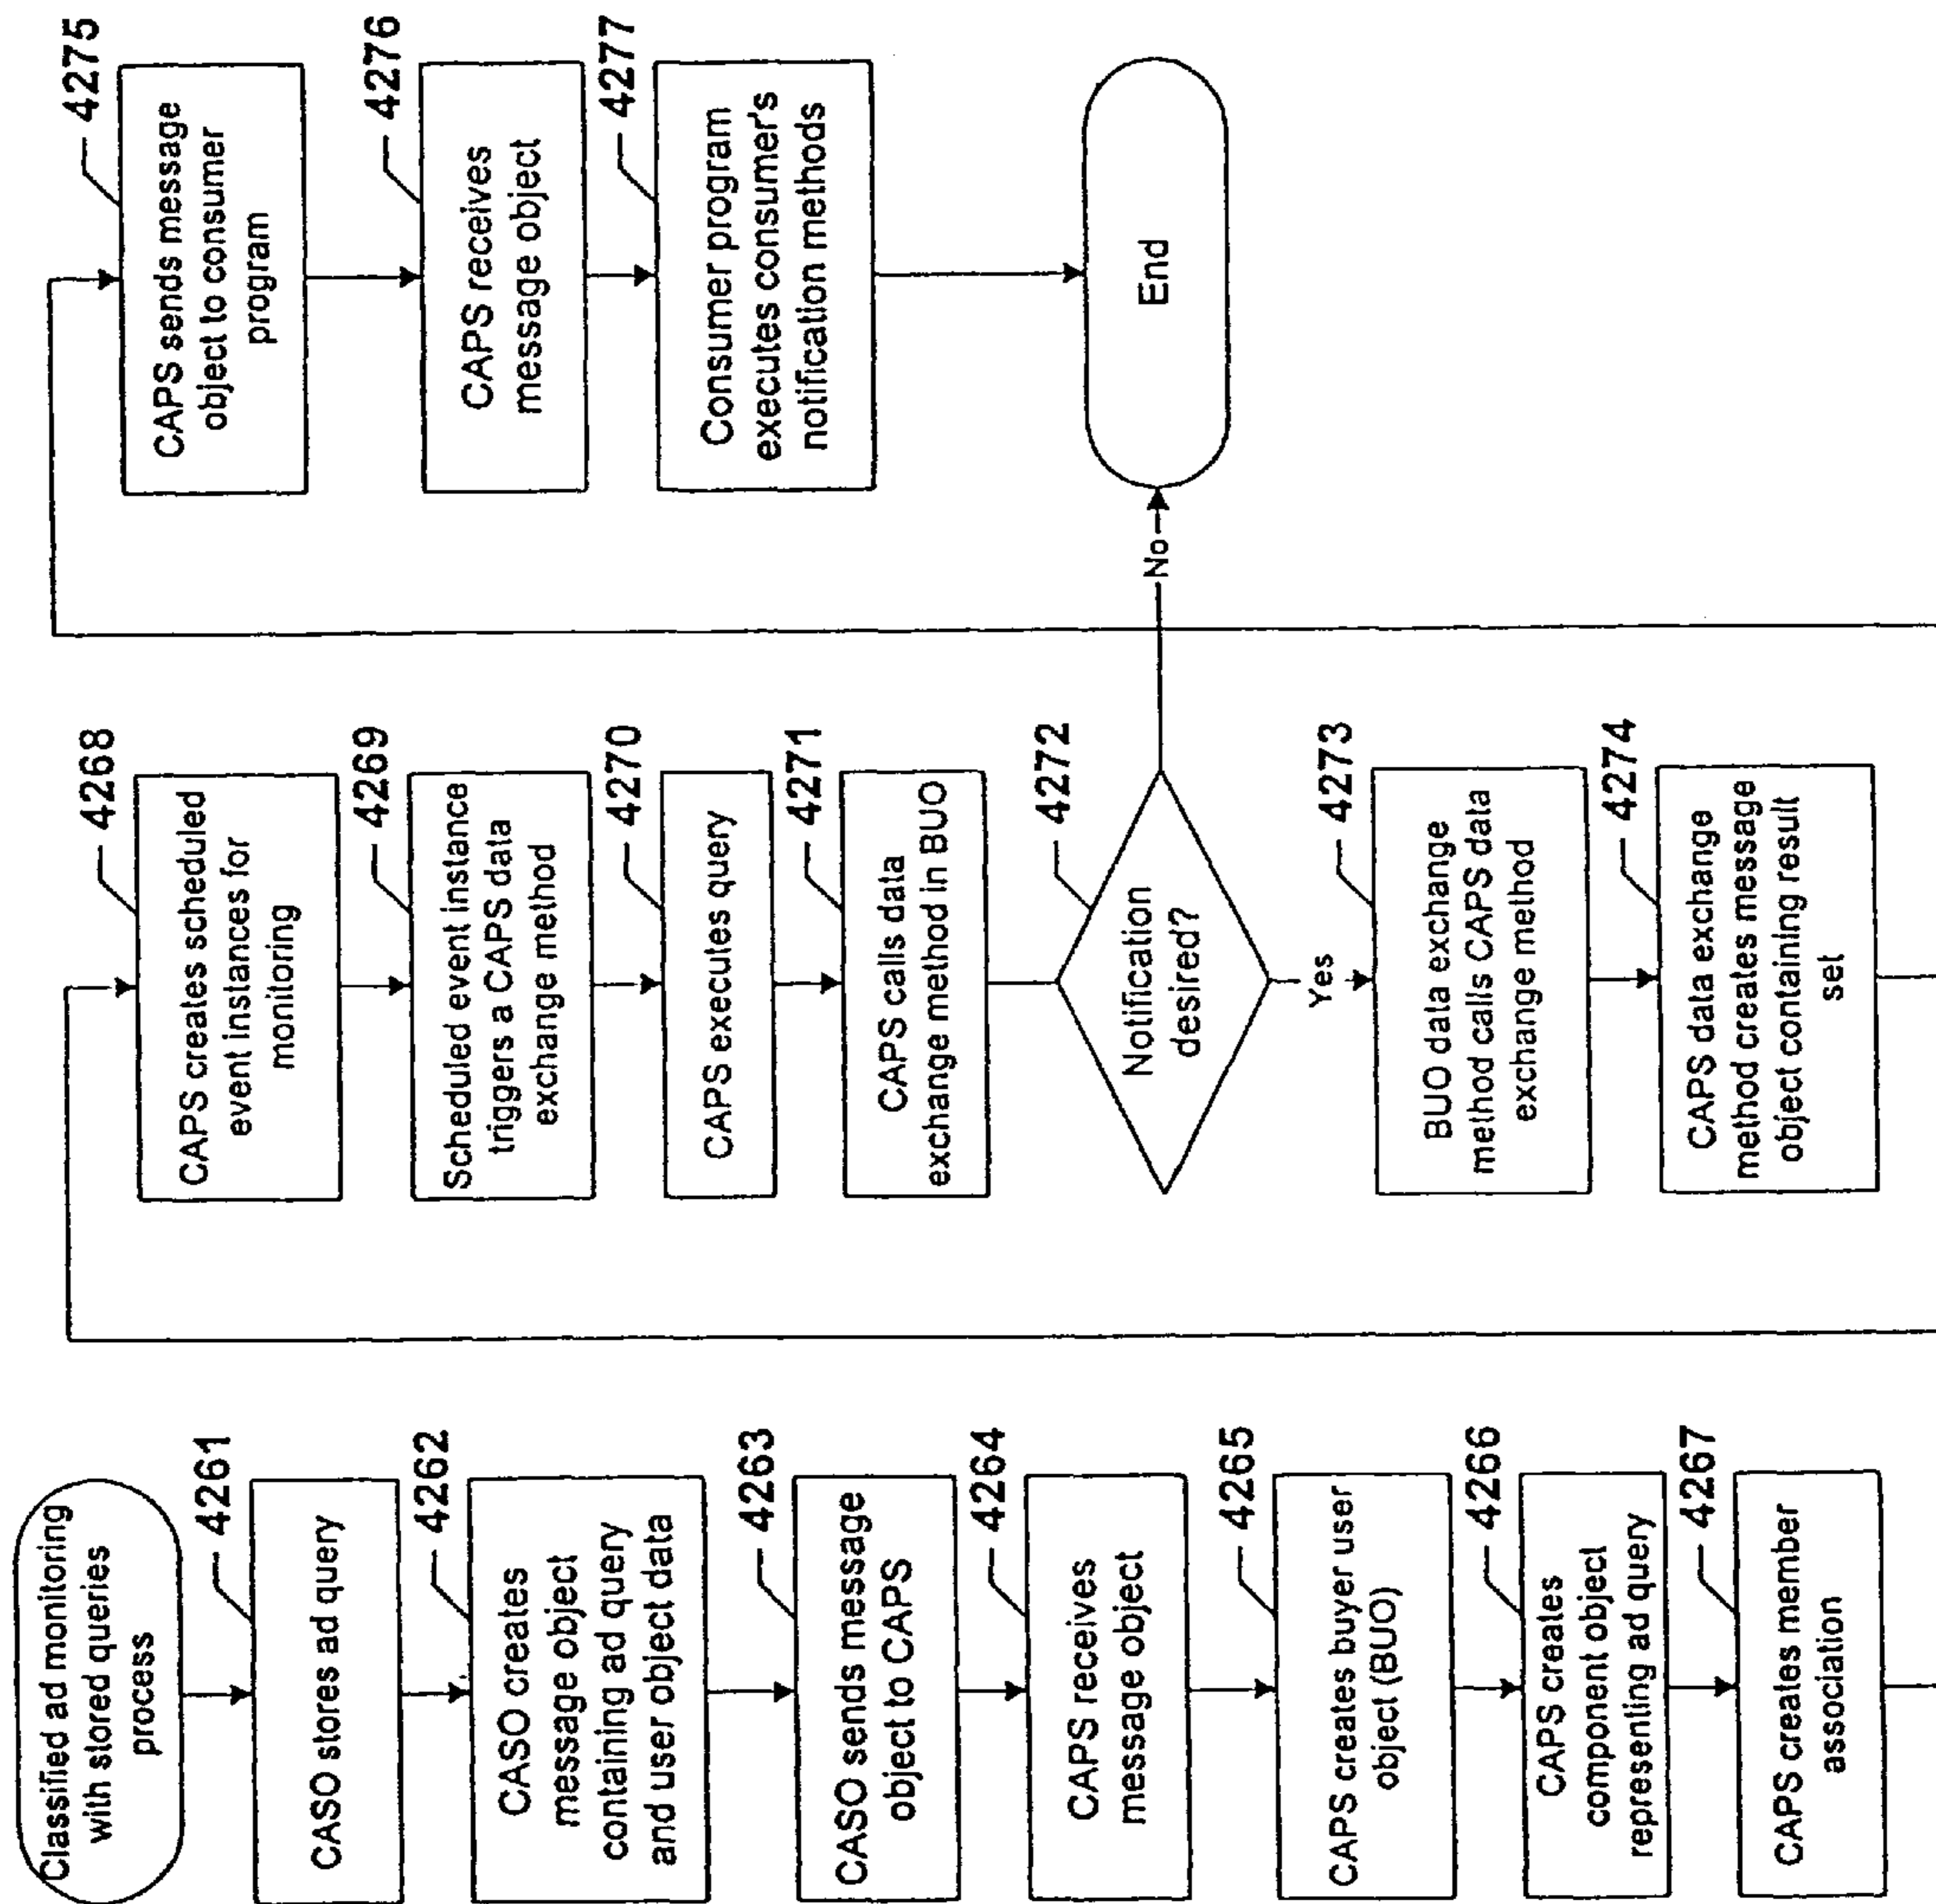 Classified ad monitoring
with stored queries
process
4261
CASO stores ad query
4262
CASO creates
message object
containing ad query
and user object data
4263
CASO sends message
object to CAPS
4264
CAPS receives
message object
4265
CAPS creates buyer user
object (BUO)
4266
CAPS creates
component object
representing ad query
4267
CAPS creates member
association
4268
CAPS creates scheduled
event instances for
monitoring
4269
Scheduled event instance
triggers a CAPS data
exchange method
4270
CAPS executes query
4271
CAPS calls data
exchange method in BUO
4272
Notification
desired?
No
Yes
4273
BUO data exchange
method calls CAPS data
exchange method
4274
CAPS data exchange
method creates message
object containing result
set
4275
CAPS sends message
object to consumer
program
4276
CAPS receives
message object
4277
Consumer program
executes consumer's
notification methods
End